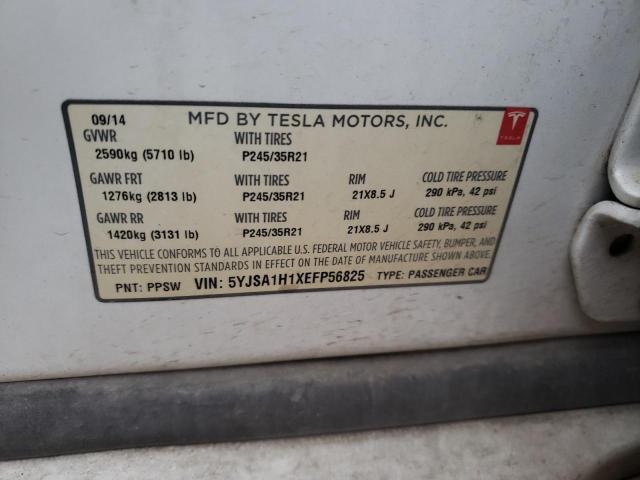 09/14 MFD BY TESLA MOTORS, INC.
GVWR WITH TIRES
2590kg (5710 lb) P245/35R21
GAWR FRT WITH TIRES RIM COLD TIRE PRESSURE
1276kg (2813 lb) P245/35R21 21X8.5 J 290 kPa, 42 psi
GAWR RR WITH TIRES RIM COLD TIRE PRESSURE
1420kg (3131 lb) P245/35R21 21X8.5 J 290 kPa, 42 psi
THIS VEHICLE CONFORMS TO ALL APPLICABLE U.S. FEDERAL MOTOR VEHICLE SAFETY, BUMPER, AND
THEFT PREVENTION STANDARDS IN EFFECT ON THE DATE OF MANUFACTURE SHOWN ABOVE.
PNT: PPSW VIN: 5YJSA1H1XEFP56825 TYPE: PASSENGER CAR
TESLA